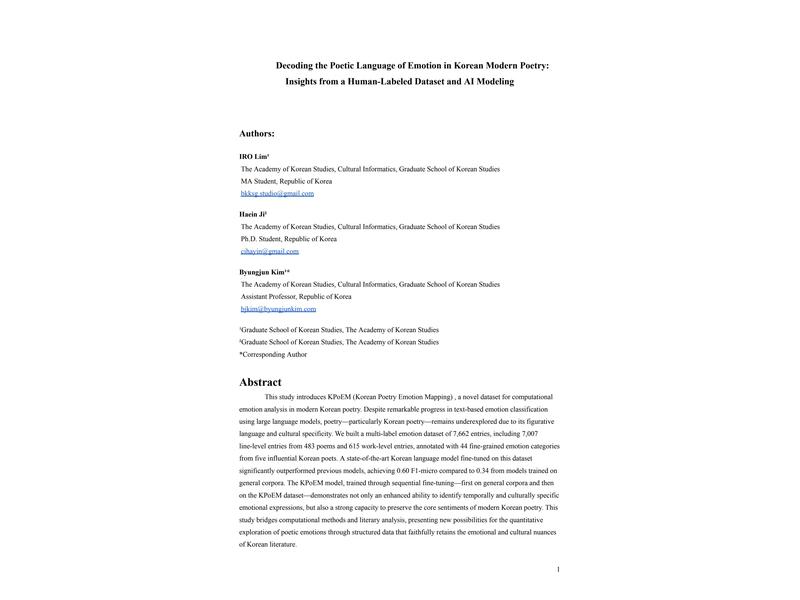 Decoding the Poetic Language of Emotion in Korean Modern Poetry:
Insights from a Human-Labeled Dataset and AI Modeling
Authors:
IRO Lim¹
The Academy of Korean Studies, Cultural Informatics, Graduate School of Korean Studies
MA Student, Republic of Korea
bkksg.studio@gmail.com
Haein Ji²
The Academy of Korean Studies, Cultural Informatics, Graduate School of Korean Studies
Ph.D. Student, Republic of Korea
cihayin@gmail.com
Byungjun Kim¹*
The Academy of Korean Studies, Cultural Informatics, Graduate School of Korean Studies
Assistant Professor, Republic of Korea
bjkim@byungjunkim.com
¹Graduate School of Korean Studies, The Academy of Korean Studies
²Graduate School of Korean Studies, The Academy of Korean Studies
*Corresponding Author
Abstract
This study introduces KPoEM (Korean Poetry Emotion Mapping) , a novel dataset for computational
emotion analysis in modern Korean poetry. Despite remarkable progress in text-based emotion classification
using large language models, poetry—particularly Korean poetry—remains underexplored due to its figurative
language and cultural specificity. We built a multi-label emotion dataset of 7,662 entries, including 7,007
line-level entries from 483 poems and 615 work-level entries, annotated with 44 fine-grained emotion categories
from five influential Korean poets. A state-of-the-art Korean language model fine-tuned on this dataset
significantly outperformed previous models, achieving 0.60 F1-micro compared to 0.34 from models trained on
general corpora. The KPoEM model, trained through sequential fine-tuning—first on general corpora and then
on the KPoEM dataset—demonstrates not only an enhanced ability to identify temporally and culturally specific
emotional expressions, but also a strong capacity to preserve the core sentiments of modern Korean poetry. This
study bridges computational methods and literary analysis, presenting new possibilities for the quantitative
exploration of poetic emotions through structured data that faithfully retains the emotional and cultural nuances
of Korean literature.
1